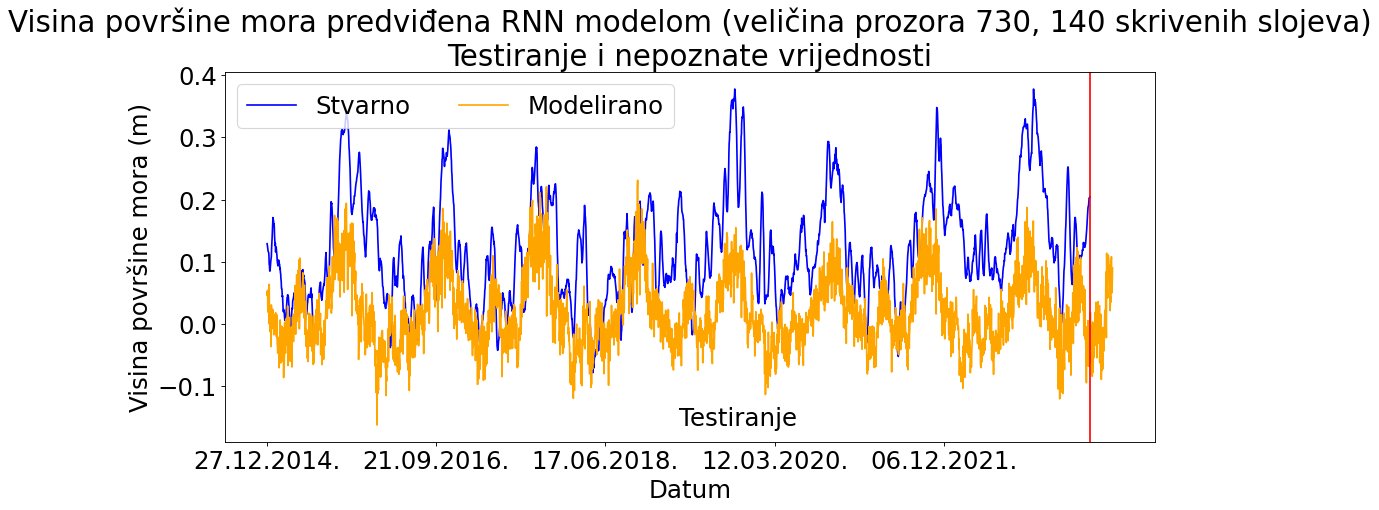 Visina površine mora predviđena RNN modelom (veličina prozora 730, 140 skrivenih slojeva)
Testiranje i nepoznate vrijednosti
Stvarno
Modelirano
Visina površine mora (m)
0.4
0.3
0.2
0.1
0.0
−0.1
Testiranje
27.12.2014.
21.09.2016.
17.06.2018.
12.03.2020.
06.12.2021.
Datum